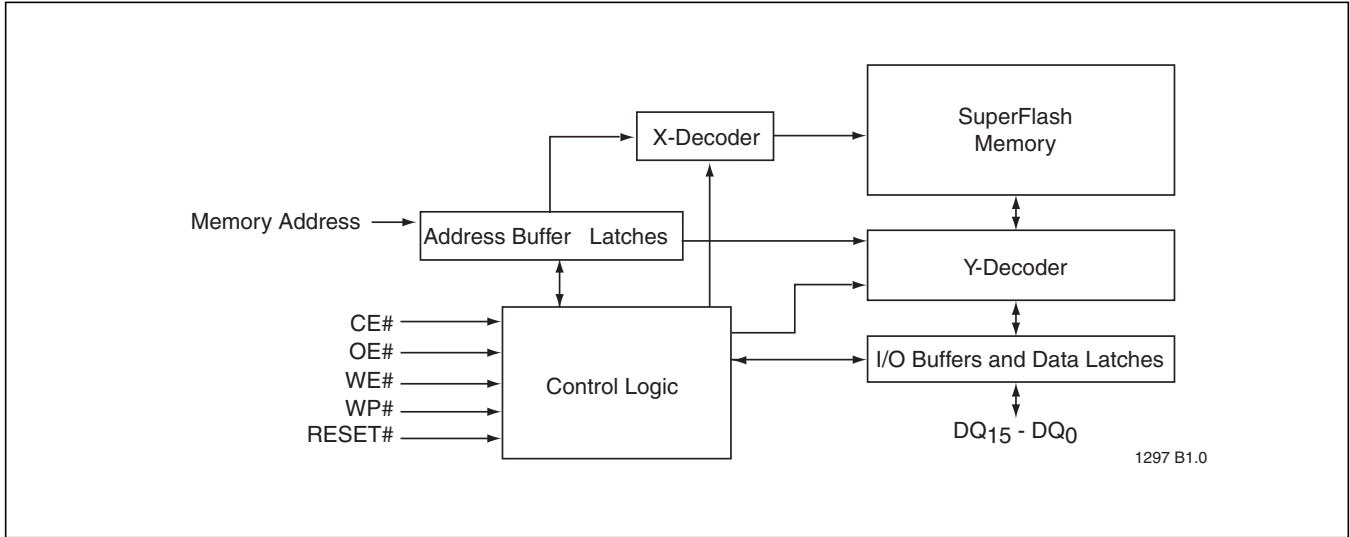 SuperFlash
Memory
X-Decoder
Memory Address
Address Buffer Latches
Y-Decoder
CE#
OE#
WE#
WP#
RESET#
Control Logic
I/O Buffers and Data Latches
DQ15 - DQ0
1297 B1.0